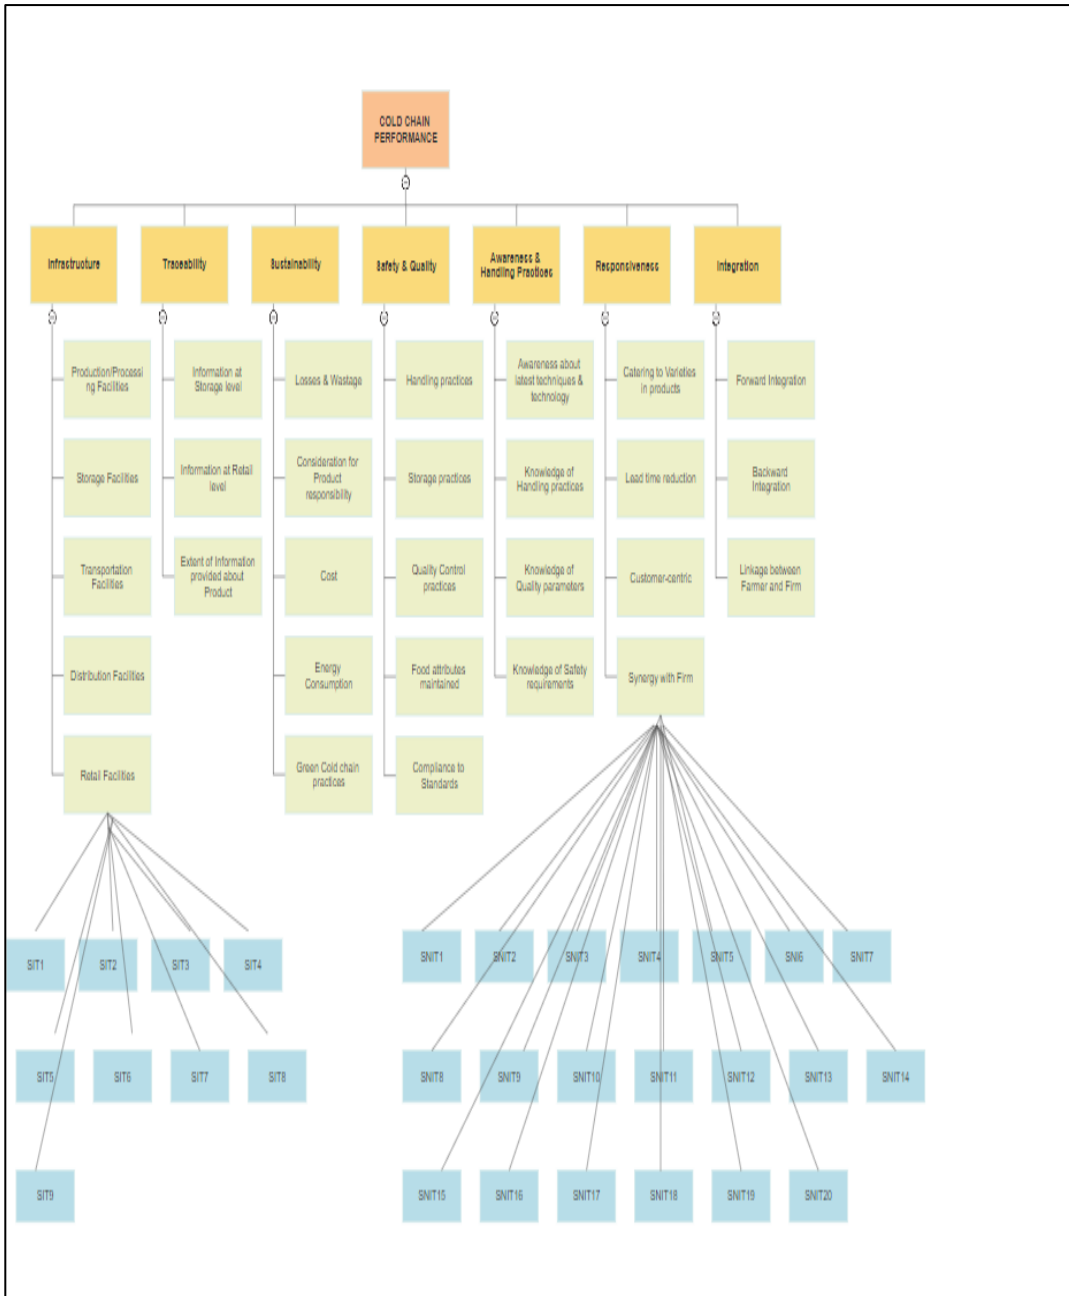 COLD CHAIN
PERFORMANCE
Infrastructure
Traceability
Sustainability
Safety & Quality
Awareness &
Handling Practices
Responsiveness
Integration
Production/Processi
ng Facilities
Information at
Storage level
Losses & Wastage
Handling practices
Awareness about
latest techniques &
technology
Catering to Varieties
in products
Forward Integration
Storage Facilities
Information at Retail
level
Consideration for
Product
responsibility
Storage practices
Knowledge of
Handling practices
Lead time reduction
Backward
Integration
Transportation
Facilities
Extent of Information
provided about
Product
Cost
Quality Control
practices
Knowledge of
Quality parameters
Customer-centric
Linkage between
Farmer and Firm
Distribution Facilities
Energy
Consumption
Food attributes
maintained
Knowledge of Safety
requirements
Synergy with Firm
Retail Facilities
Green Cold chain
practices
Compliance to
Standards
SIT1
SIT2
SIT3
SIT4
SNIT1
SNIT2
SNIT3
SNIT4
SNIT5
SNI6
SNIT7
SIT5
SIT6
SIT7
SIT8
SNIT8
SNIT9
SNIT10
SNIT11
SNIT12
SNIT13
SNIT14
SIT9
SNIT15
SNIT16
SNIT17
SNIT18
SNIT19
SNIT20